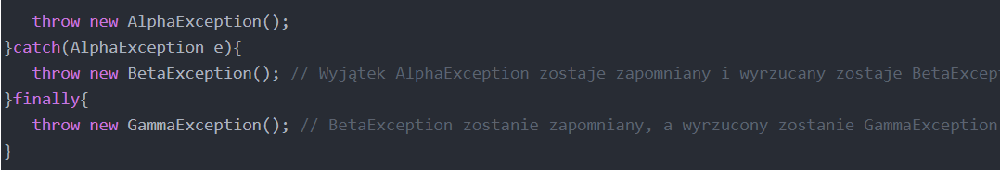 throw new AlphaException();
}catch(AlphaException e){
throw new BetaException(); // Wyjątek AlphaException zostaje zapomniany i wyrzucany zostaje
}finally{
throw new GammaException(); // BetaException zostanie zapomniany, a wyrzucony zostanie GammaException
}